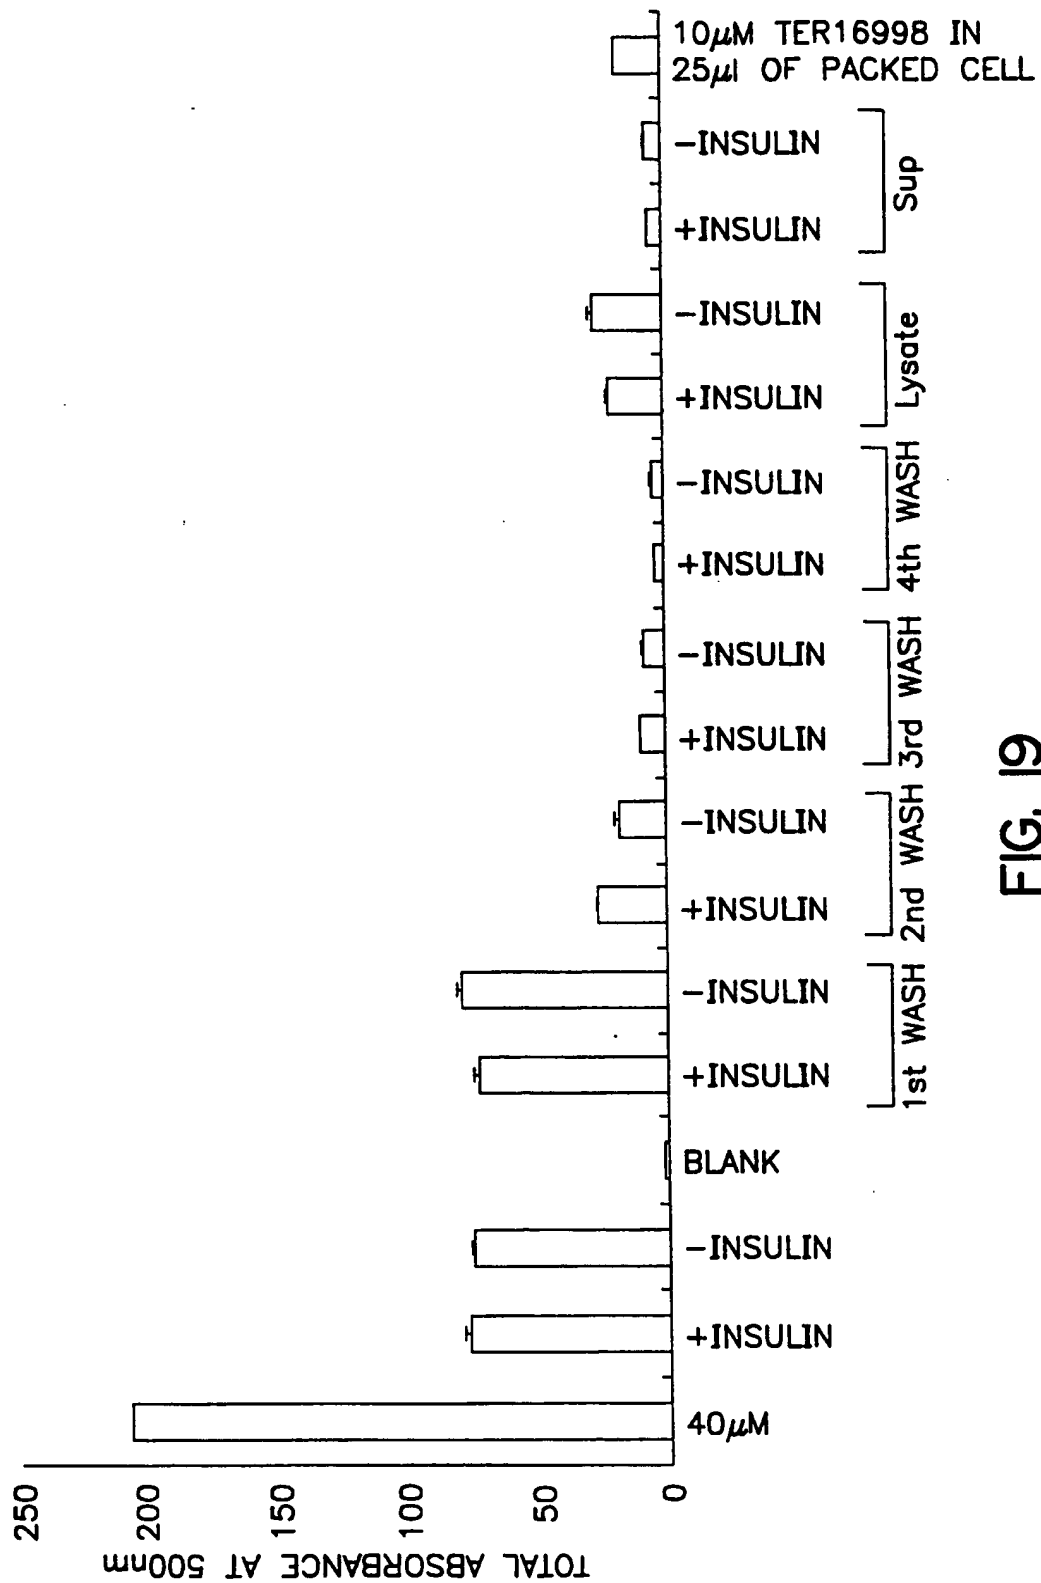 TOTAL ABSORBANCE AT 500nm
250
200
150
100
50
0
40μM
+INSULIN
-INSULIN
BLANK
+INSULIN
-INSULIN
1st WASH
+INSULIN
-INSULIN
2nd WASH
+INSULIN
-INSULIN
3rd WASH
+INSULIN
-INSULIN
4th WASH
+INSULIN
-INSULIN
Lysate
+INSULIN
-INSULIN
Sup
10μM TER16998 IN
25μl OF PACKED CELL
FIG. 19